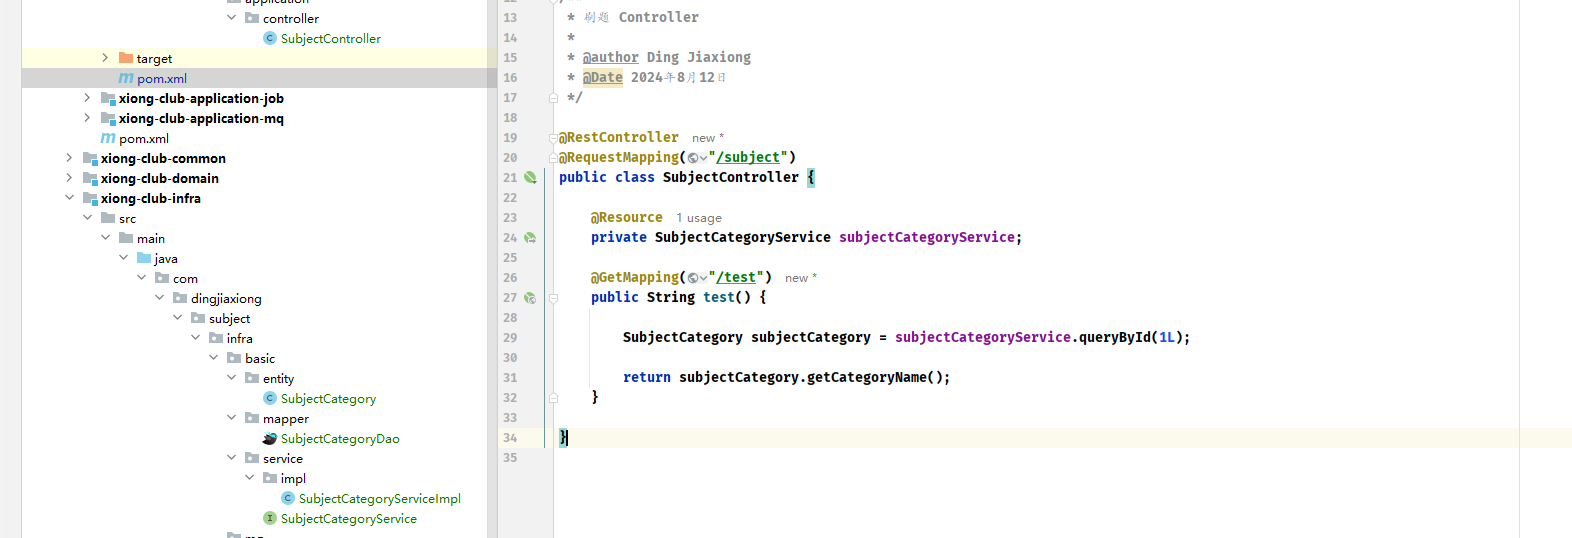 application
controller
SubjectController
target
pom.xml
xiong-club-application-job
xiong-club-application-mq
pom.xml
xiong-club-common
xiong-club-domain
xiong-club-infra
src
main
java
com
dingjiaxiong
subject
infra
basic
entity
SubjectCategory
mapper
SubjectCategoryDao
service
impl
SubjectCategoryServiceImpl
SubjectCategoryService
13 * 刷题 Controller
14 *
15 * @author Ding Jiaxiong
16 * @Date 2024年8月12日
17 */
18
19 @RestController new *
20 @RequestMapping("/subject")
21 public class SubjectController {
22
23 @Resource 1 usage
24 private SubjectCategoryService subjectCategoryService;
25
26 @GetMapping("/test") new *
27 public String test() {
28
29 SubjectCategory subjectCategory = subjectCategoryService.queryById(1L);
30
31 return subjectCategory.getCategoryName();
32 }
33
34 }
35